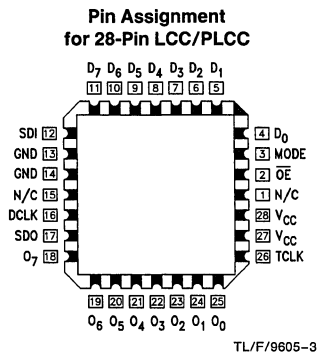 Pin Assignment
for 28-Pin LCC/PLCC
D7 D6 D5 D4 D3 D2 D1
11 10 9 8 7 6 5
SDI 12
GND 13
GND 14
N/C 15
DCLK 16
SDO 17
O7 18
4 D0
3 MODE
2 O̅E̅
1 N/C
28 VCC
27 VCC
26 TCLK
19 20 21 22 23 24 25
O6 O5 O4 O3 O2 O1 O0
TL/F/9605-3